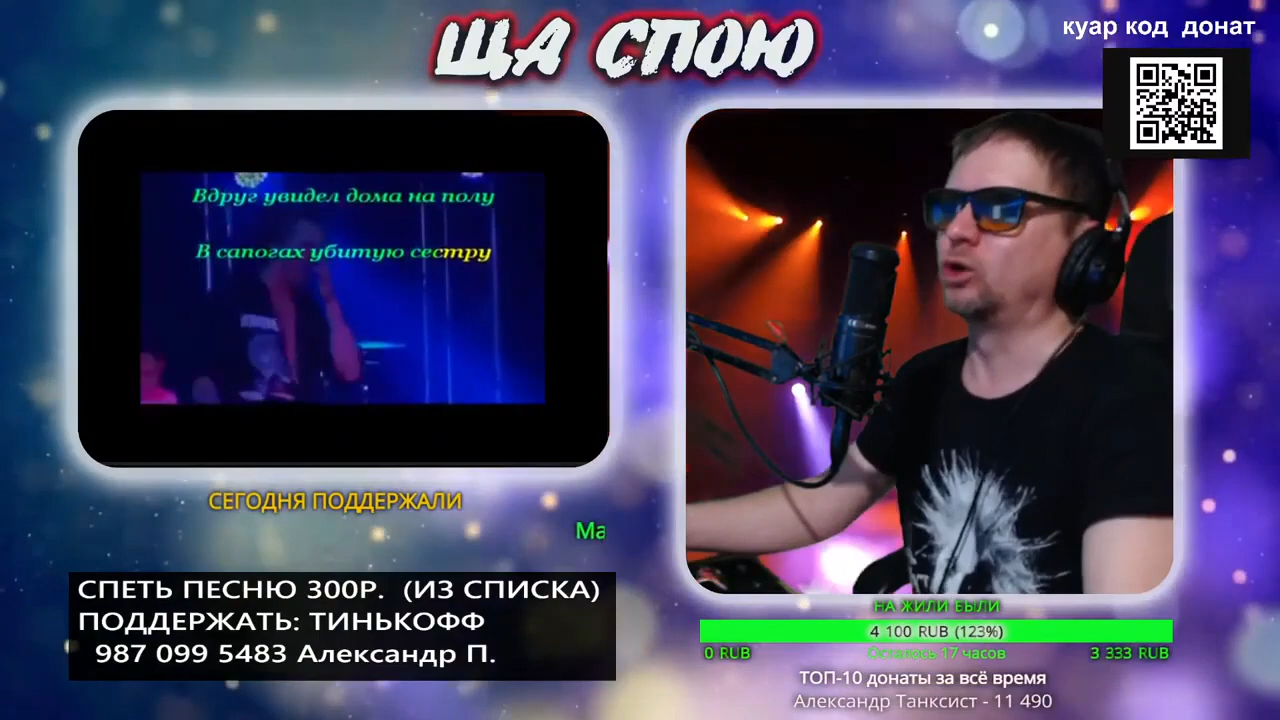 ЩА СПОЮ
куар код донат
Вдруг увидел дома на полу
В сапогах убитую сестру
СЕГОДНЯ ПОДДЕРЖАЛИ
Ма
СПЕТЬ ПЕСНЮ 300Р. (ИЗ СПИСКА)
ПОДДЕРЖАТЬ: ТИНЬКОФФ
987 099 5483 Александр П.
НА ЖИЛИ БЫЛИ
4 100 RUB (123%)
0 RUB
Осталось 17 часов
3 333 RUB
ТОП-10 донаты за всё время
Александр Танксист - 11 490